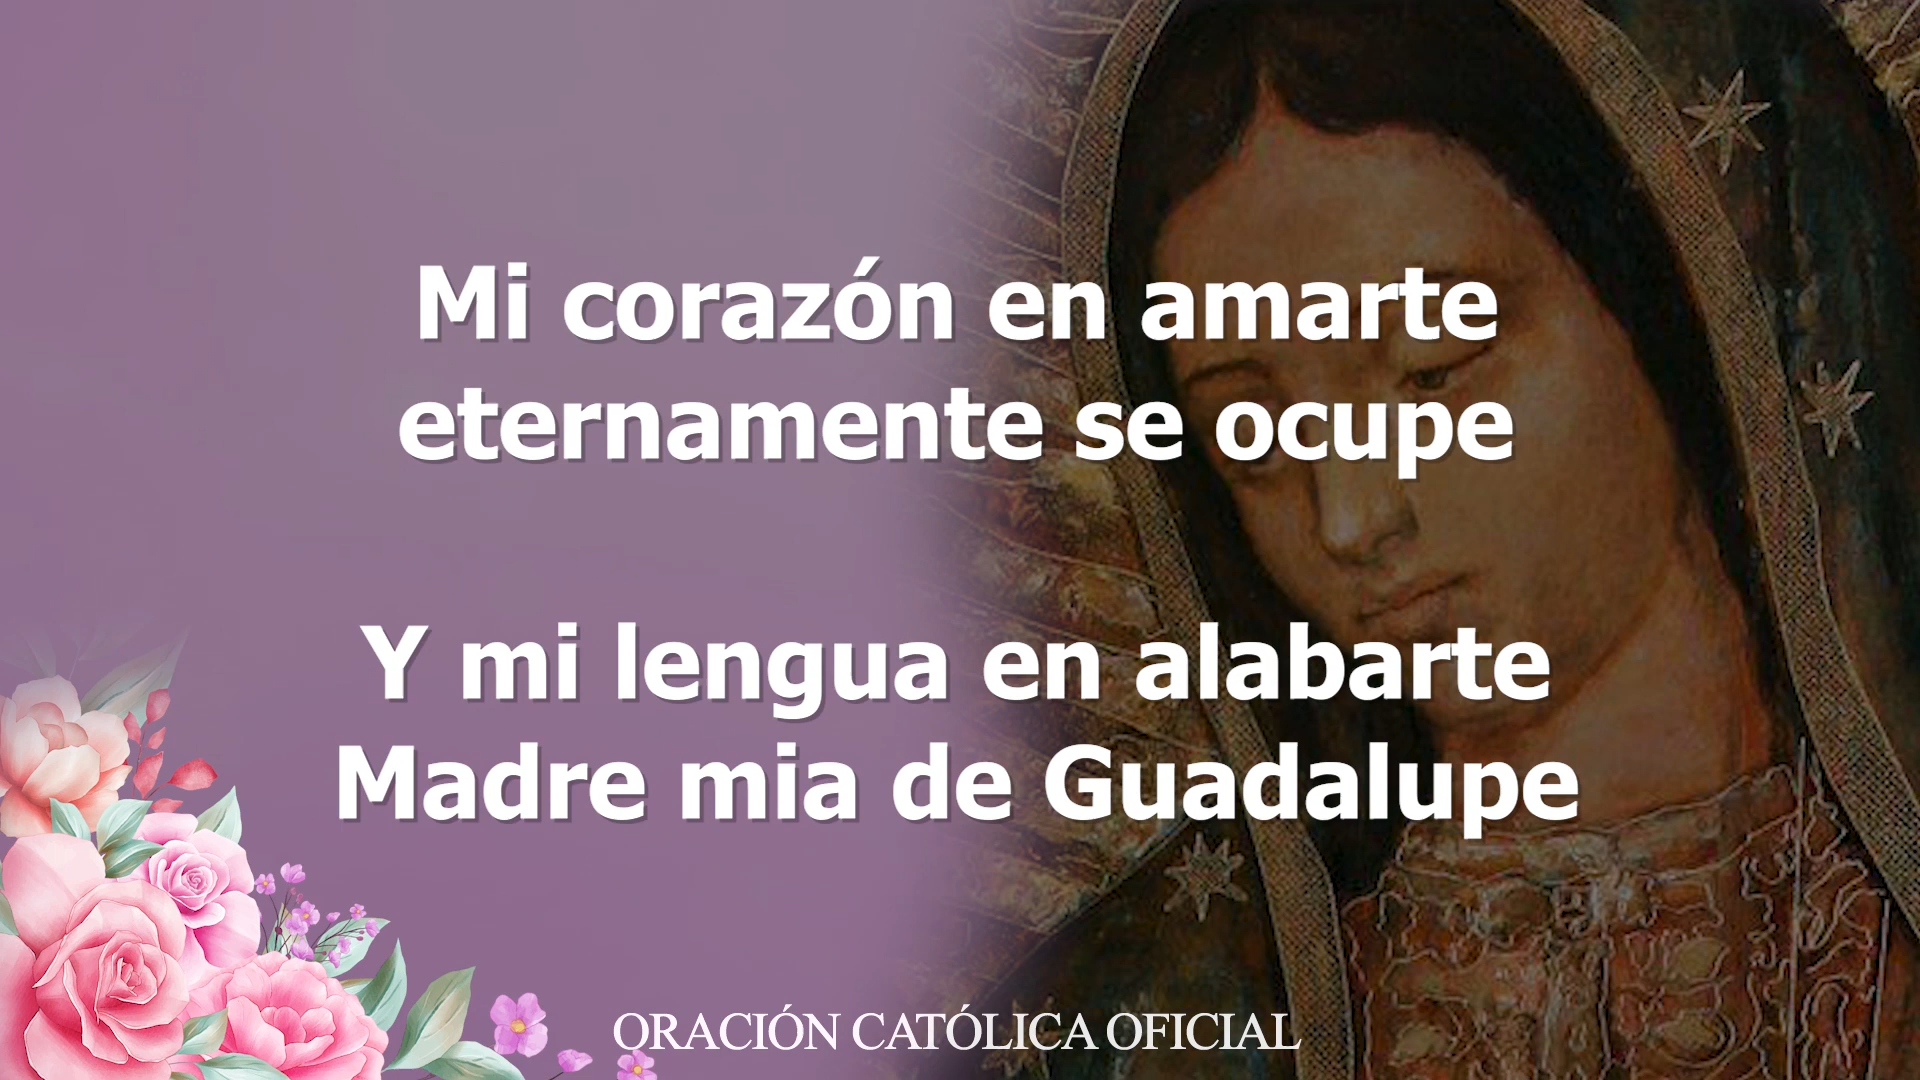 Mi corazón en amarte
eternamente se ocupe
Y mi lengua en alabarte
Madre mia de Guadalupe
ORACIÓN CATÓLICA OFICIAL